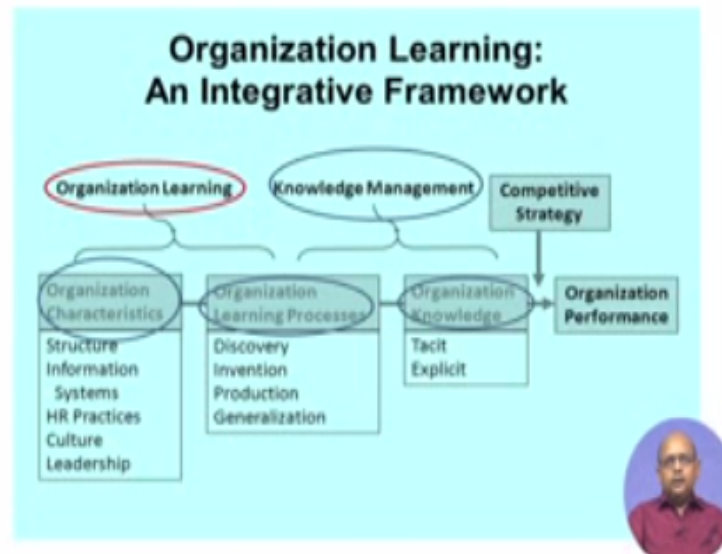 Organization Learning:
An Integrative Framework
Organization Learning
Knowledge Management
Competitive
Strategy
Organization
Characteristics
Structure
Information
Systems
HR Practices
Culture
Leadership
Organization
Learning Processes
Discovery
Invention
Production
Generalization
Organization
Knowledge
Tacit
Explicit
Organization
Performance